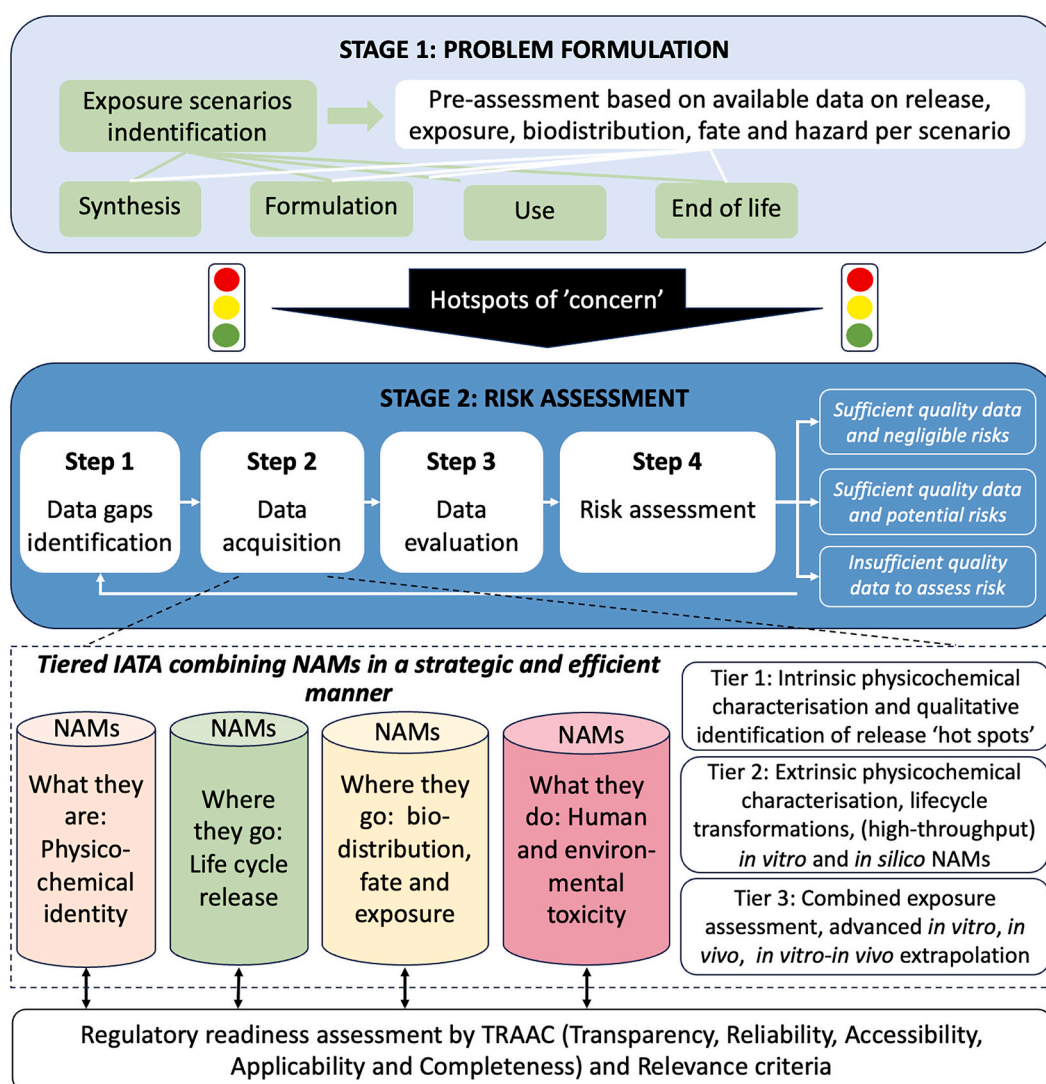 STAGE 1: PROBLEM FORMULATION
Exposure scenarios
indentification
Pre-assessment based on available data on release,
exposure, biodistribution, fate and hazard per scenario
Synthesis
Formulation
Use
End of life
Hotspots of ’concern’
STAGE 2: RISK ASSESSMENT
Step 1
Data gaps
identification
Step 2
Data
acquisition
Step 3
Data
evaluation
Step 4
Risk assessment
Sufficient quality data
and negligible risks
Sufficient quality data
and potential risks
Insufficient quality
data to assess risk
Tiered IATA combining NAMs in a strategic and efficient
manner
NAMs
What they
are:
Physico-
chemical
identity
NAMs
Where
they go:
Life cycle
release
NAMs
Where they
go: bio-
distribution,
fate and
exposure
NAMs
What they
do: Human
and environ-
mental
toxicity
Tier 1: Intrinsic physicochemical
characterisation and qualitative
identification of release ‘hot spots’
Tier 2: Extrinsic physicochemical
characterisation, lifecycle
transformations, (high-throughput)
in vitro and in silico NAMs
Tier 3: Combined exposure
assessment, advanced in vitro, in
vivo, in vitro-in vivo extrapolation
Regulatory readiness assessment by TRAAC (Transparency, Reliability, Accessibility,
Applicability and Completeness) and Relevance criteria